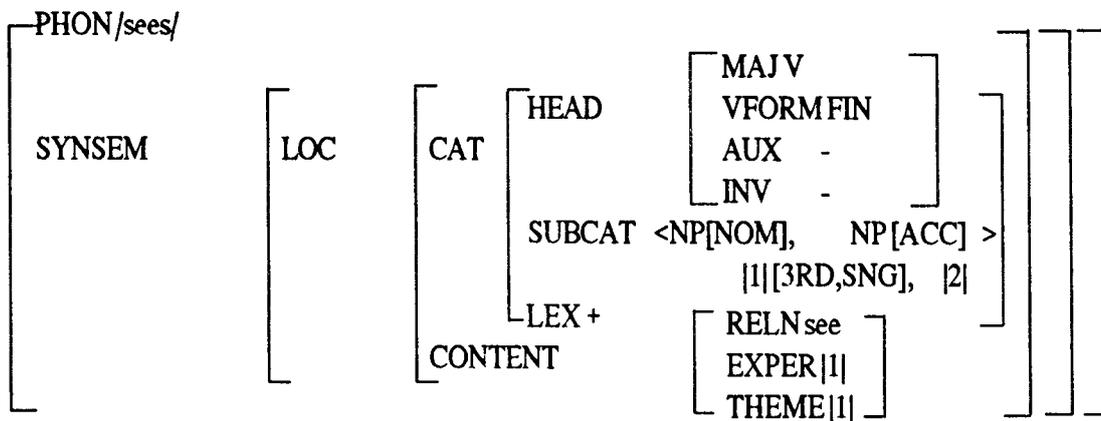 PHON /sees/
MAJ V
HEAD VFORM FIN
SYNSEM LOC CAT AUX -
INV -
SUBCAT <NP[NOM], NP[ACC] >
|1|[3RD,SNG], |2|
LEX + RELN see
CONTENT EXPER|1|
THEME|1|